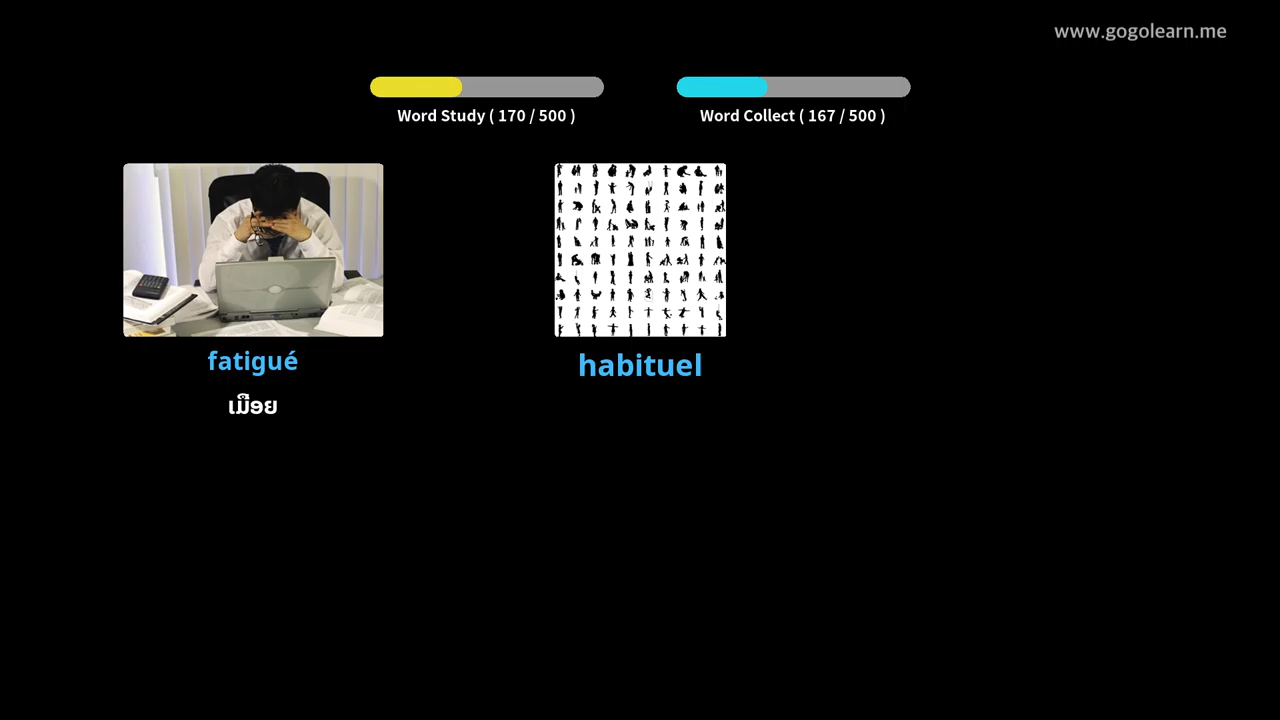 www.gogolearn.me
Word Study ( 170 / 500 )
Word Collect ( 167 / 500 )
fatigué
habituel
ເມື່ອຍ